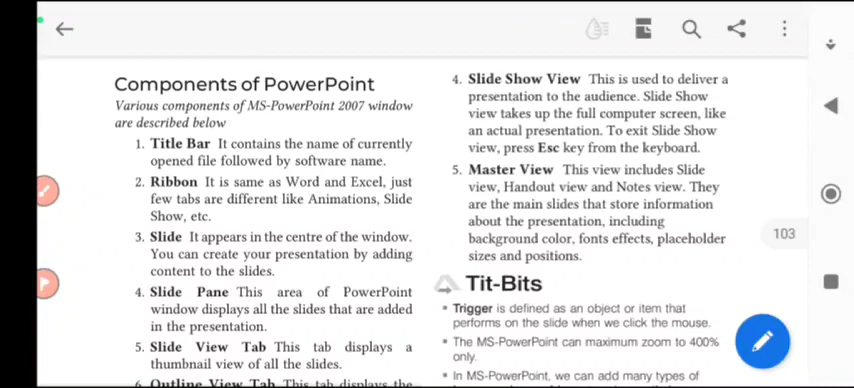 Components of PowerPoint
Various components of MS-PowerPoint 2007 window
are described below
1. Title Bar It contains the name of currently
opened file followed by software name.
2. Ribbon It is same as Word and Excel, just
few tabs are different like Animations, Slide
Show, etc.
3. Slide It appears in the centre of the window.
You can create your presentation by adding
content to the slides.
4. Slide Pane This area of PowerPoint
window displays all the slides that are added
in the presentation.
5. Slide View Tab This tab displays a
thumbnail view of all the slides.
6. Outline View Tab This tab displays the
4. Slide Show View This is used to deliver a
presentation to the audience. Slide Show
view takes up the full computer screen, like
an actual presentation. To exit Slide Show
view, press Esc key from the keyboard.
5. Master View This view includes Slide
view, Handout view and Notes view. They
are the main slides that store information
about the presentation, including
background color, fonts effects, placeholder
sizes and positions.
Tit-Bits
Trigger is defined as an object or item that
performs on the slide when we click the mouse.
The MS-PowerPoint can maximum zoom to 400%
only.
In MS-PowerPoint, we can add many types of
103